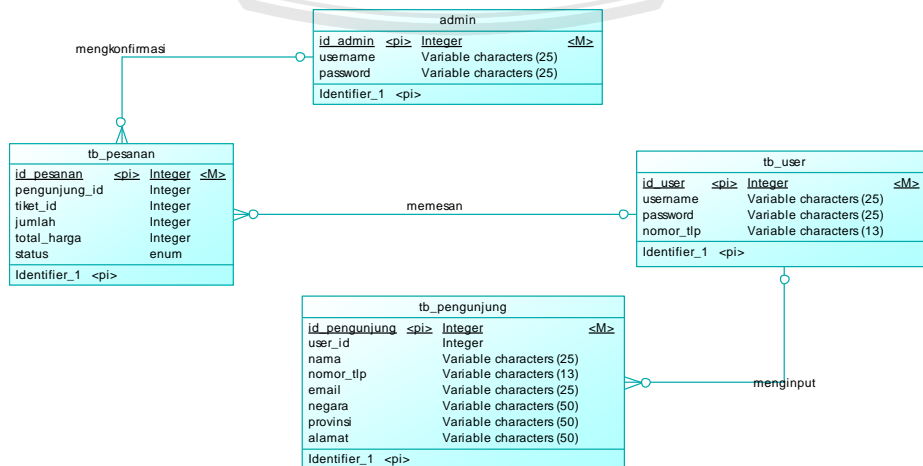 admin
id_admin <pi> Integer <M>
username Variable characters (25)
password Variable characters (25)
Identifier_1 <pi>
mengkonfirmasi
tb_pesanan
id_pesanan <pi> Integer <M>
pengunjung_id Integer
tiket_id Integer
jumlah Integer
total_harga Integer
status enum
Identifier_1 <pi>
memesan
tb_user
id_user <pi> Integer <M>
username Variable characters (25)
password Variable characters (25)
nomor_tlp Variable characters (13)
Identifier_1 <pi>
tb_pengunjung
id_pengunjung <pi> Integer <M>
user_id Integer
nama Variable characters (25)
nomor_tlp Variable characters (13)
email Variable characters (25)
negara Variable characters (50)
provinsi Variable characters (50)
alamat Variable characters (50)
Identifier_1 <pi>
menginput